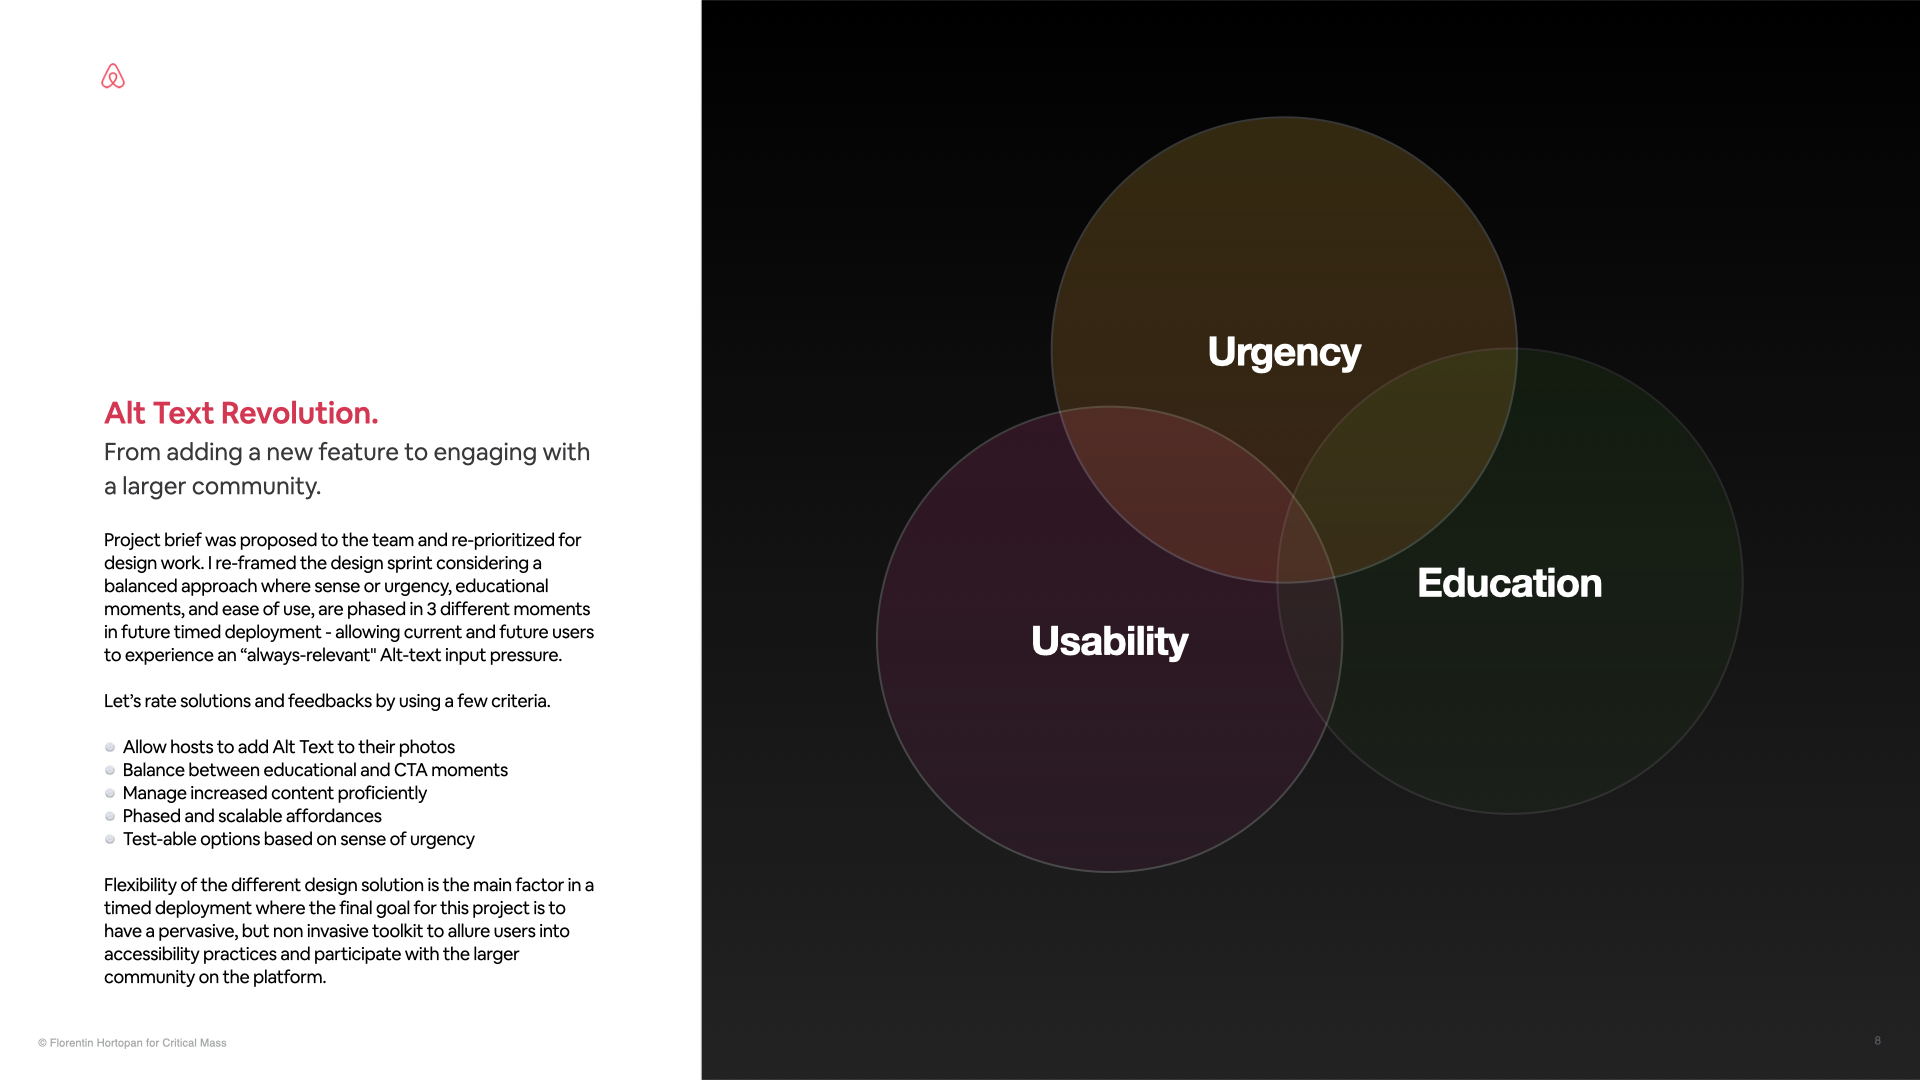 Alt Text Revolution.
From adding a new feature to engaging with
a larger community.
Project brief was proposed to the team and re-prioritized for
design work. I re-framed the design sprint considering a
balanced approach where sense or urgency, educational
moments, and ease of use, are phased in 3 different moments
in future timed deployment - allowing current and future users
to experience an “always-relevant" Alt-text input pressure.
Let’s rate solutions and feedbacks by using a few criteria.
Allow hosts to add Alt Text to their photos
Balance between educational and CTA moments
Manage increased content proficiently
Phased and scalable affordances
Test-able options based on sense of urgency
Flexibility of the different design solution is the main factor in a
timed deployment where the final goal for this project is to
have a pervasive, but non invasive toolkit to allure users into
accessibility practices and participate with the larger
community on the platform.
© Florentin Hortopan for Critical Mass
Urgency
Education
Usability
8